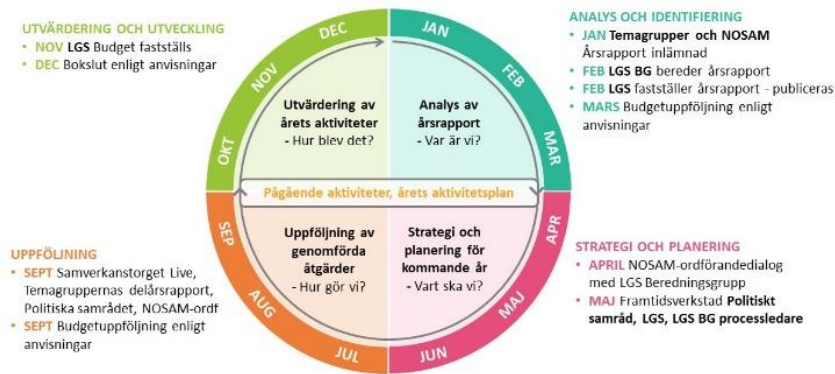 UTVÄRDERING OCH UTVECKLING
• NOV LGS Budget fastställs
• DEC Bokslut enligt anvisningar
ANALYS OCH IDENTIFIERING
• JAN Temagrupper och NOSAM
Årsrapport inlämnad
• FEB LGS BG bereder årsrapport
• FEB LGS fastställer årsrapport - publiceras
• MARS Budgetuppföljning enligt
anvisningar
OKT
NOV
DEC
JAN
FEB
MAR
Utvärdering av
årets aktiviteter
- Hur blev det?
Analys av
årsrapport
- Var är vi?
Pågående aktiviteter, årets aktivitetsplan
Uppföljning av
genomförda
åtgärder
- Hur gör vi?
Strategi och
planering för
kommande år
- Vart ska vi?
APR
MAJ
JUN
JUL
AUG
SEP
UPPFÖLJNING
• SEPT Samverkanstorget Live,
Temagruppernas delårsrapport,
Politiska samrådet, NOSAM-ordf
• SEPT Budgetuppföljning enligt
anvisningar
STRATEGI OCH PLANERING
• APRIL NOSAM-ordförandedialog
med LGS Beredningsgrupp
• MAJ Framtidsverkstad Politiskt
samråd, LGS, LGS BG processledare